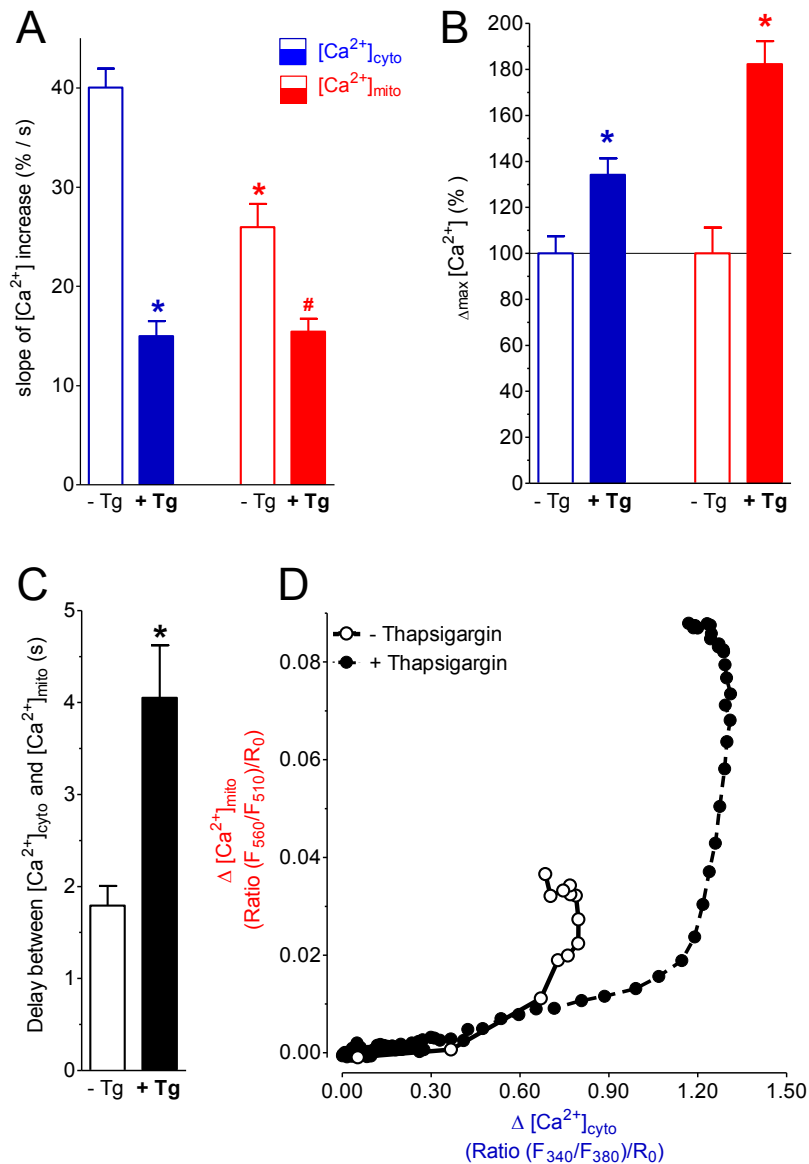 A
slope of [Ca2+] increase (% / s)
40
30
20
10
0
[Ca2+]cyto
[Ca2+]mito
*
*
#
- Tg
+ Tg
- Tg
+ Tg
B
Δmax [Ca2+] (%)
200
180
160
140
120
100
80
60
40
20
0
*
*
- Tg
+ Tg
- Tg
+ Tg
C
Delay between [Ca2+]cyto and [Ca2+]mito (s)
5
4
3
2
1
0
*
- Tg
+ Tg
D
- Thapsigargin
+ Thapsigargin
Δ [Ca2+]mito
(Ratio (F560/F510)/R0)
0.08
0.06
0.04
0.02
0.00
0.00
0.30
0.60
0.90
1.20
1.50
Δ [Ca2+]cyto
(Ratio (F340/F380)/R0)